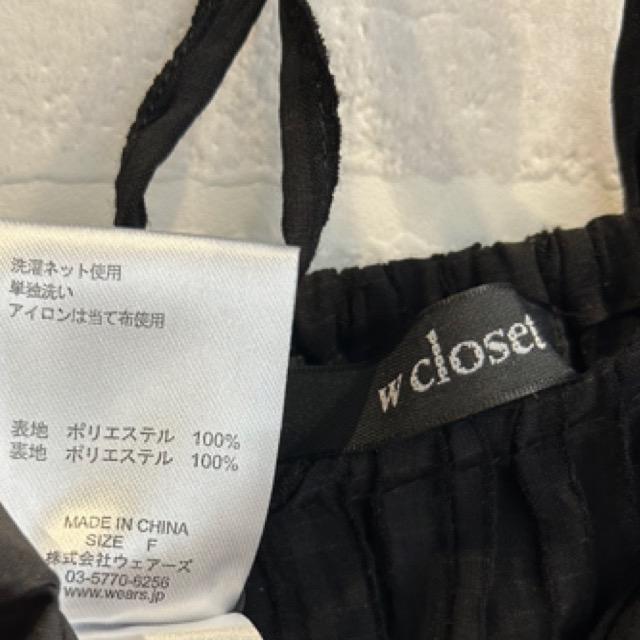 洗濯ネット使用
単独洗い
アイロンは当て布使用
表地 ポリエステル 100%
裏地 ポリエステル 100%
MADE IN CHINA
SIZE F
株式会社ウェアーズ
03-5770-6256
www.wears.jp
w closet